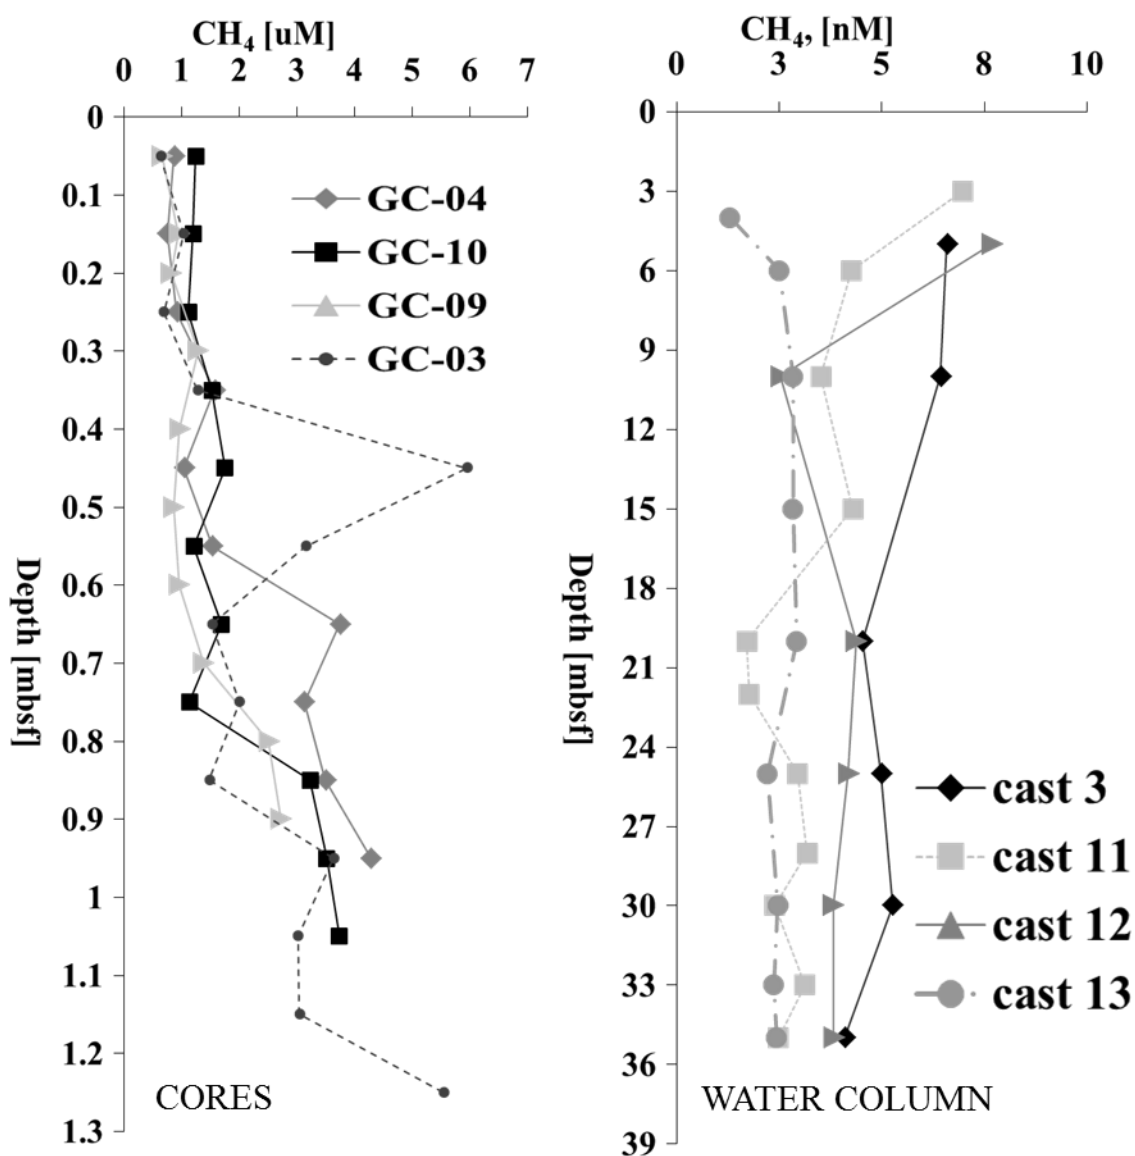 CH₄ [uM]
0 1 2 3 4 5 6 7
0
0.1
0.2
0.3
0.4
0.5
0.6
0.7
0.8
0.9
1
1.1
1.2
1.3
Depth [mbsf]
GC-04
GC-10
GC-09
GC-03
CORES
CH₄, [nM]
0 3 5 8 10
0
3
6
9
12
15
18
21
24
27
30
33
36
39
Depth [mbsf]
cast 3
cast 11
cast 12
cast 13
WATER COLUMN